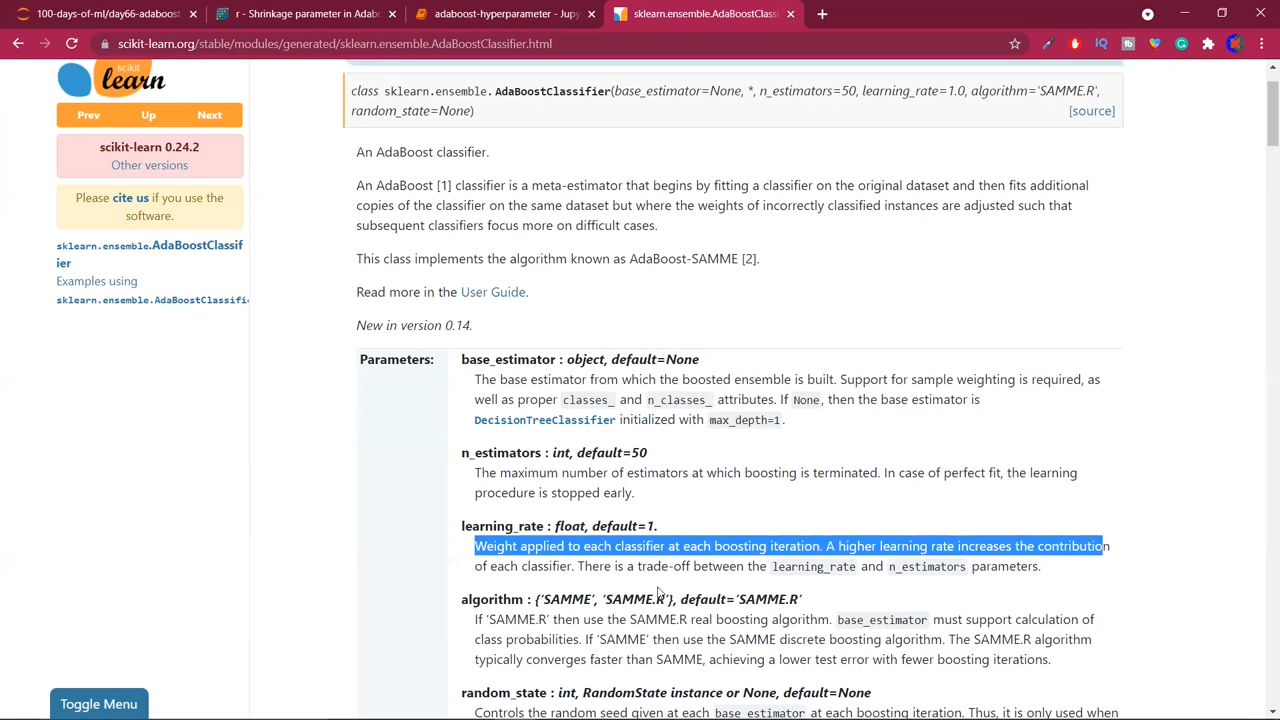 100-days-of-ml/day66-adaboost
r - Shrinkage parameter in Adab
adaboost-hyperparameter - Jupy
sklearn.ensemble.AdaBoostClassi
scikit-learn.org/stable/modules/generated/sklearn.ensemble.AdaBoostClassifier.html
scikit
learn
Prev Up Next
scikit-learn 0.24.2
Other versions
Please cite us if you use the
software.
sklearn.ensemble.AdaBoostClassif
ier
Examples using
sklearn.ensemble.AdaBoostClassifi
class sklearn.ensemble.AdaBoostClassifier(base_estimator=None, *, n_estimators=50, learning_rate=1.0, algorithm='SAMME.R',
random_state=None) [source]
An AdaBoost classifier.
An AdaBoost [1] classifier is a meta-estimator that begins by fitting a classifier on the original dataset and then fits additional
copies of the classifier on the same dataset but where the weights of incorrectly classified instances are adjusted such that
subsequent classifiers focus more on difficult cases.
This class implements the algorithm known as AdaBoost-SAMME [2].
Read more in the User Guide.
New in version 0.14.
Parameters: base_estimator : object, default=None
The base estimator from which the boosted ensemble is built. Support for sample weighting is required, as
well as proper classes_ and n_classes_ attributes. If None, then the base estimator is
DecisionTreeClassifier initialized with max_depth=1.
n_estimators : int, default=50
The maximum number of estimators at which boosting is terminated. In case of perfect fit, the learning
procedure is stopped early.
learning_rate : float, default=1.
Weight applied to each classifier at each boosting iteration. A higher learning rate increases the contribution
of each classifier. There is a trade-off between the learning_rate and n_estimators parameters.
algorithm : {'SAMME', 'SAMME.R'}, default='SAMME.R'
If 'SAMME.R' then use the SAMME.R real boosting algorithm. base_estimator must support calculation of
class probabilities. If 'SAMME' then use the SAMME discrete boosting algorithm. The SAMME.R algorithm
typically converges faster than SAMME, achieving a lower test error with fewer boosting iterations.
random_state : int, RandomState instance or None, default=None
Controls the random seed given at each base_estimator at each boosting iteration. Thus, it is only used when
Toggle Menu